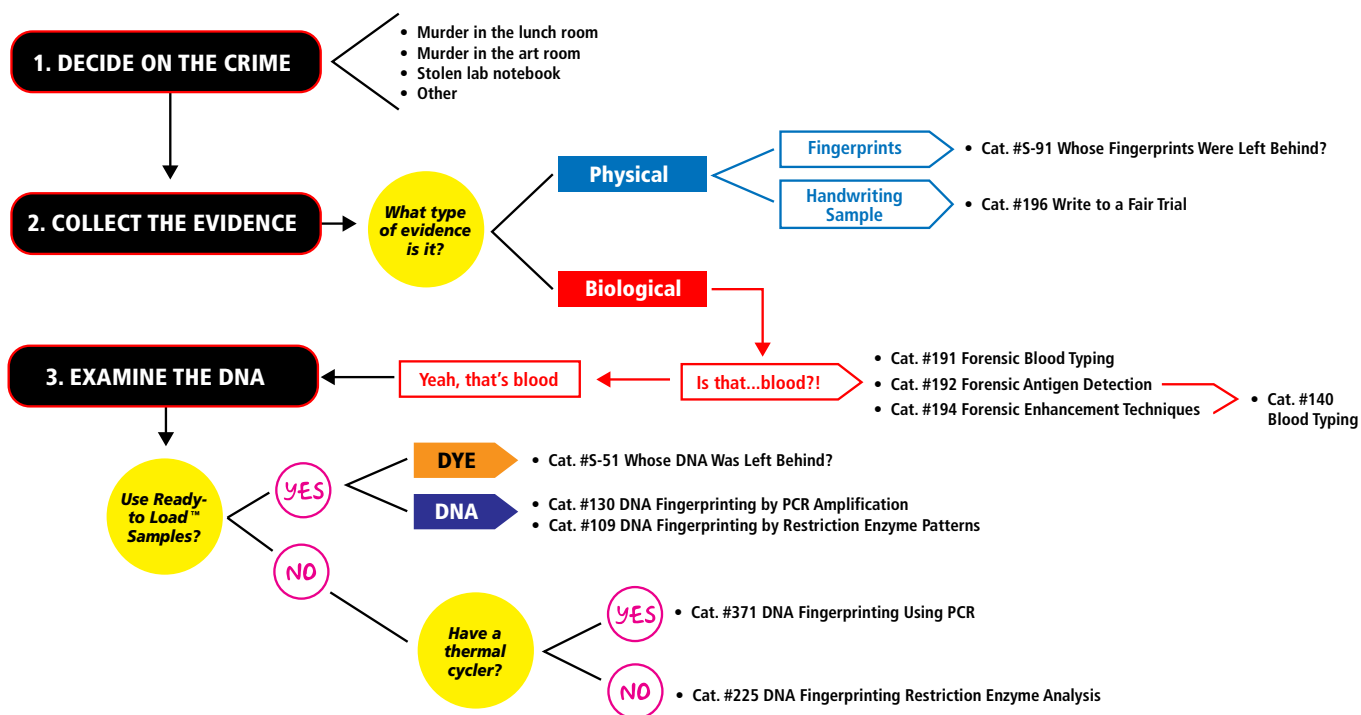 1. DECIDE ON THE CRIME
• Murder in the lunch room
• Murder in the art room
• Stolen lab notebook
• Other
2. COLLECT THE EVIDENCE
What type
of evidence
is it?
Physical
Fingerprints
• Cat. #S-91 Whose Fingerprints Were Left Behind?
Handwriting
Sample
• Cat. #196 Write to a Fair Trial
Biological
Is that...blood?!
• Cat. #191 Forensic Blood Typing
• Cat. #192 Forensic Antigen Detection
• Cat. #194 Forensic Enhancement Techniques
• Cat. #140
Blood Typing
Yeah, that's blood
3. EXAMINE THE DNA
Use Ready-
to Load™
Samples?
YES
DYE
• Cat. #S-51 Whose DNA Was Left Behind?
DNA
• Cat. #130 DNA Fingerprinting by PCR Amplification
• Cat. #109 DNA Fingerprinting by Restriction Enzyme Patterns
NO
Have a
thermal
cycler?
YES
• Cat. #371 DNA Fingerprinting Using PCR
NO
• Cat. #225 DNA Fingerprinting Restriction Enzyme Analysis